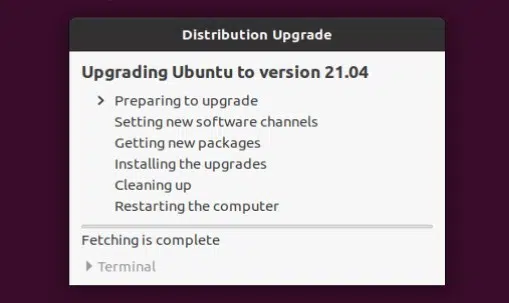 Distribution Upgrade
Upgrading Ubuntu to version 21.04
Preparing to upgrade
Setting new software channels
Getting new packages
Installing the upgrades
Cleaning up
Restarting the computer
Fetching is complete
Terminal